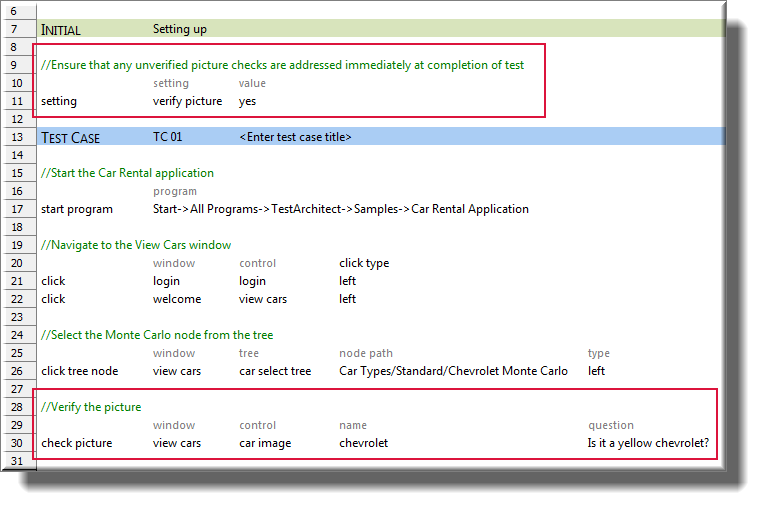 6
7 INITIAL Setting up
8
9 //Ensure that any unverified picture checks are addressed immediately at completion of test
10 setting value
11 setting verify picture yes
12
13 TEST CASE TC 01 <Enter test case title>
14
15 //Start the Car Rental application
16 program
17 start program Start->All Programs->TestArchitect->Samples->Car Rental Application
18
19 //Navigate to the View Cars window
20 window control click type
21 click login login left
22 click welcome view cars left
23
24 //Select the Monte Carlo node from the tree
25 window tree node path type
26 click tree node view cars car select tree Car Types/Standard/Chevrolet Monte Carlo left
27
28 //Verify the picture
29 window control name question
30 check picture view cars car image chevrolet Is it a yellow chevrolet?
31